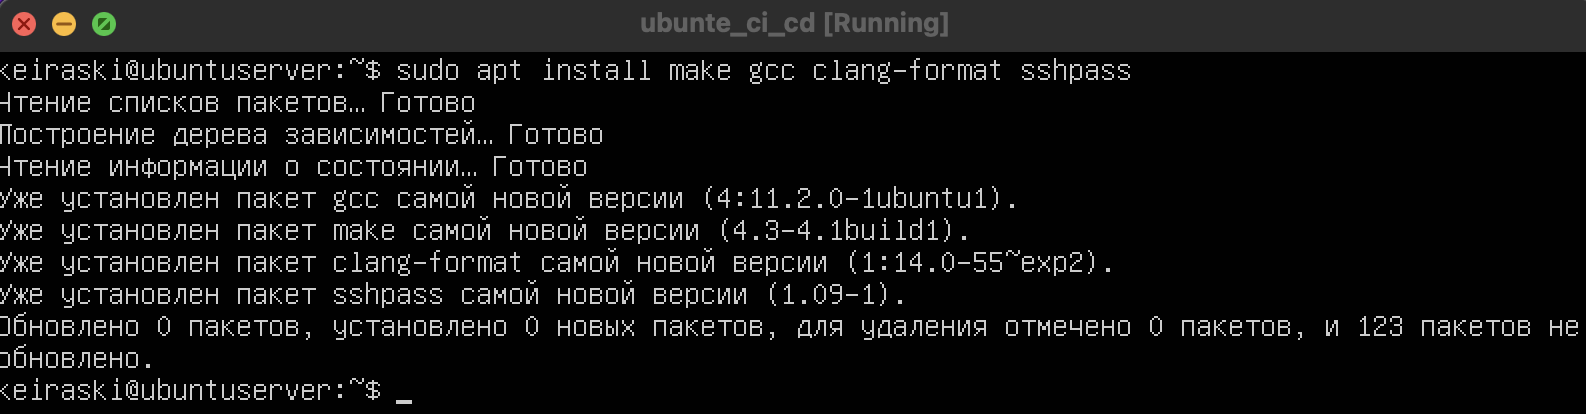 ubunte_ci_cd [Running]
keiraski@ubuntuserver:~$ sudo apt install make gcc clang-format sshpass
Чтение списков пакетов… Готово
Построение дерева зависимостей… Готово
Чтение информации о состоянии… Готово
Уже установлен пакет gcc самой новой версии (4:11.2.0-1ubuntu1).
Уже установлен пакет make самой новой версии (4.3-4.1build1).
Уже установлен пакет clang-format самой новой версии (1:14.0-55~exp2).
Уже установлен пакет sshpass самой новой версии (1.09-1).
Обновлено 0 пакетов, установлено 0 новых пакетов, для удаления отмечено 0 пакетов, и 123 пакетов не
обновлено.
keiraski@ubuntuserver:~$ _